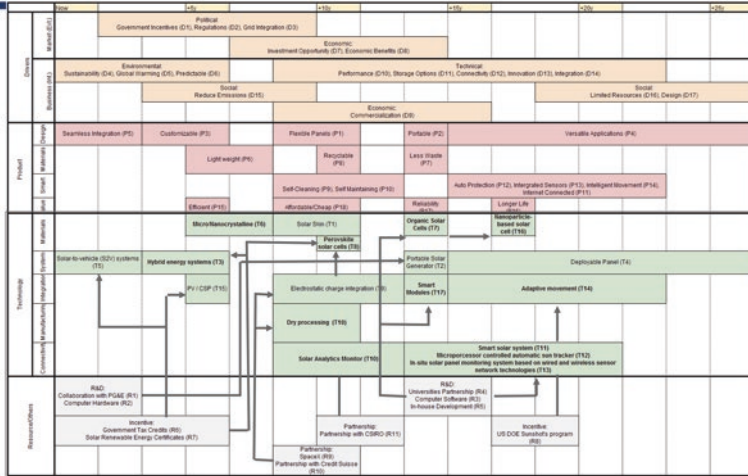 Now
+5y
+10y
+15y
+20y
+25y
Drivers
Market (Ext.)
Political:
Government Incentives (D1), Regulations (D2), Grid Integration (D3)
Economic:
Investment Opportunity (D7), Economic Benefits (D8)
Business (Int.)
Environmental:
Sustainability (D4), Global Warming (D5), Predictable (D6)
Technical:
Performance (D10), Storage Options (D11), Connectivity (D12), Innovation (D13), Integration (D14)
Social:
Reduce Emissions (D15)
Social:
Limited Resources (D16), Design (D17)
Economic:
Commercialization (D9)
Product
Design
Seamless Integration (P5)
Customizable (P3)
Flexible Panels (P1)
Portable (P2)
Versatile Applications (P4)
Materials
Light weight (P6)
Recyclable
(P8)
Less Waste
(P7)
Smart
Self-Cleaning (P9), Self Maintaining (P10)
Auto Protection (P12), Intergrated Sensors (P13), Intelligent Movement (P14),
Internet Connected (P11)
Value
Efficient (P15)
Affordable/Cheap (P18)
Reliability
Longer Life
Technology
Materials
Micro/Nanocrystalline (T6)
Solar Skin (T1)
Perovskite
solar cells (T8)
Organic Solar
Cells (T7)
Nanoparticle-
based solar
cell (T16)
System
Solar-to-vehicle (S2V) systems
(T5)
Hybrid energy systems (T3)
Portable Solar
Generator (T2)
Deployable Panel (T4)
Integration
PV / CSP (T15)
Electrostatic charge integration
Smart
Modules (T17)
Adaptive movement (T14)
Manufacturing
Dry processing (T10)
Connection
Solar Analytics Monitor (T10)
Smart solar system (T11)
Microporcessor controlled automatic sun tracker (T12)
In-situ solar panel monitoring system based on wired and wireless sensor
network technologies (T13)
Resource/Others
R&D:
Collaboration with PG&E (R1)
Computer Hardware (R2)
R&D:
Universities Partnership (R4)
Computer Software (R3)
In-house Development (R5)
Incentive:
Government Tax Credits (R6)
Solar Renewable Energy Certificates (R7)
Partnership:
Partnership with CSIRO (R11)
Incentive:
US DOE Sunshot's program
(R8)
Partnership:
Partnership with Credit Suisse
(R10)